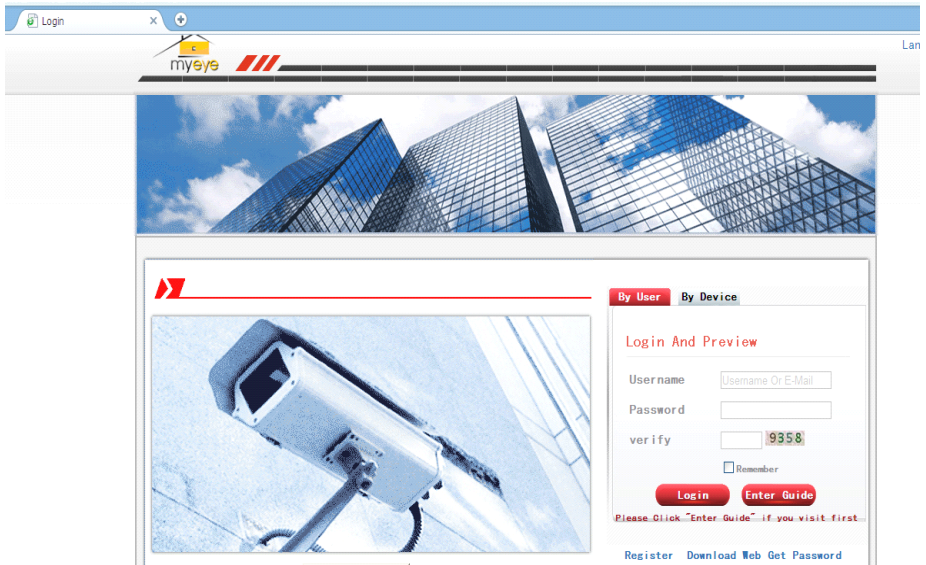 Login
Lan
myeye
By User By Device
Login And Preview
Username Username Or E-Mail
Password
verify 9358
Remember
Login Enter Guide
Please Click "Enter Guide" if you visit first
Register Download Web Get Password